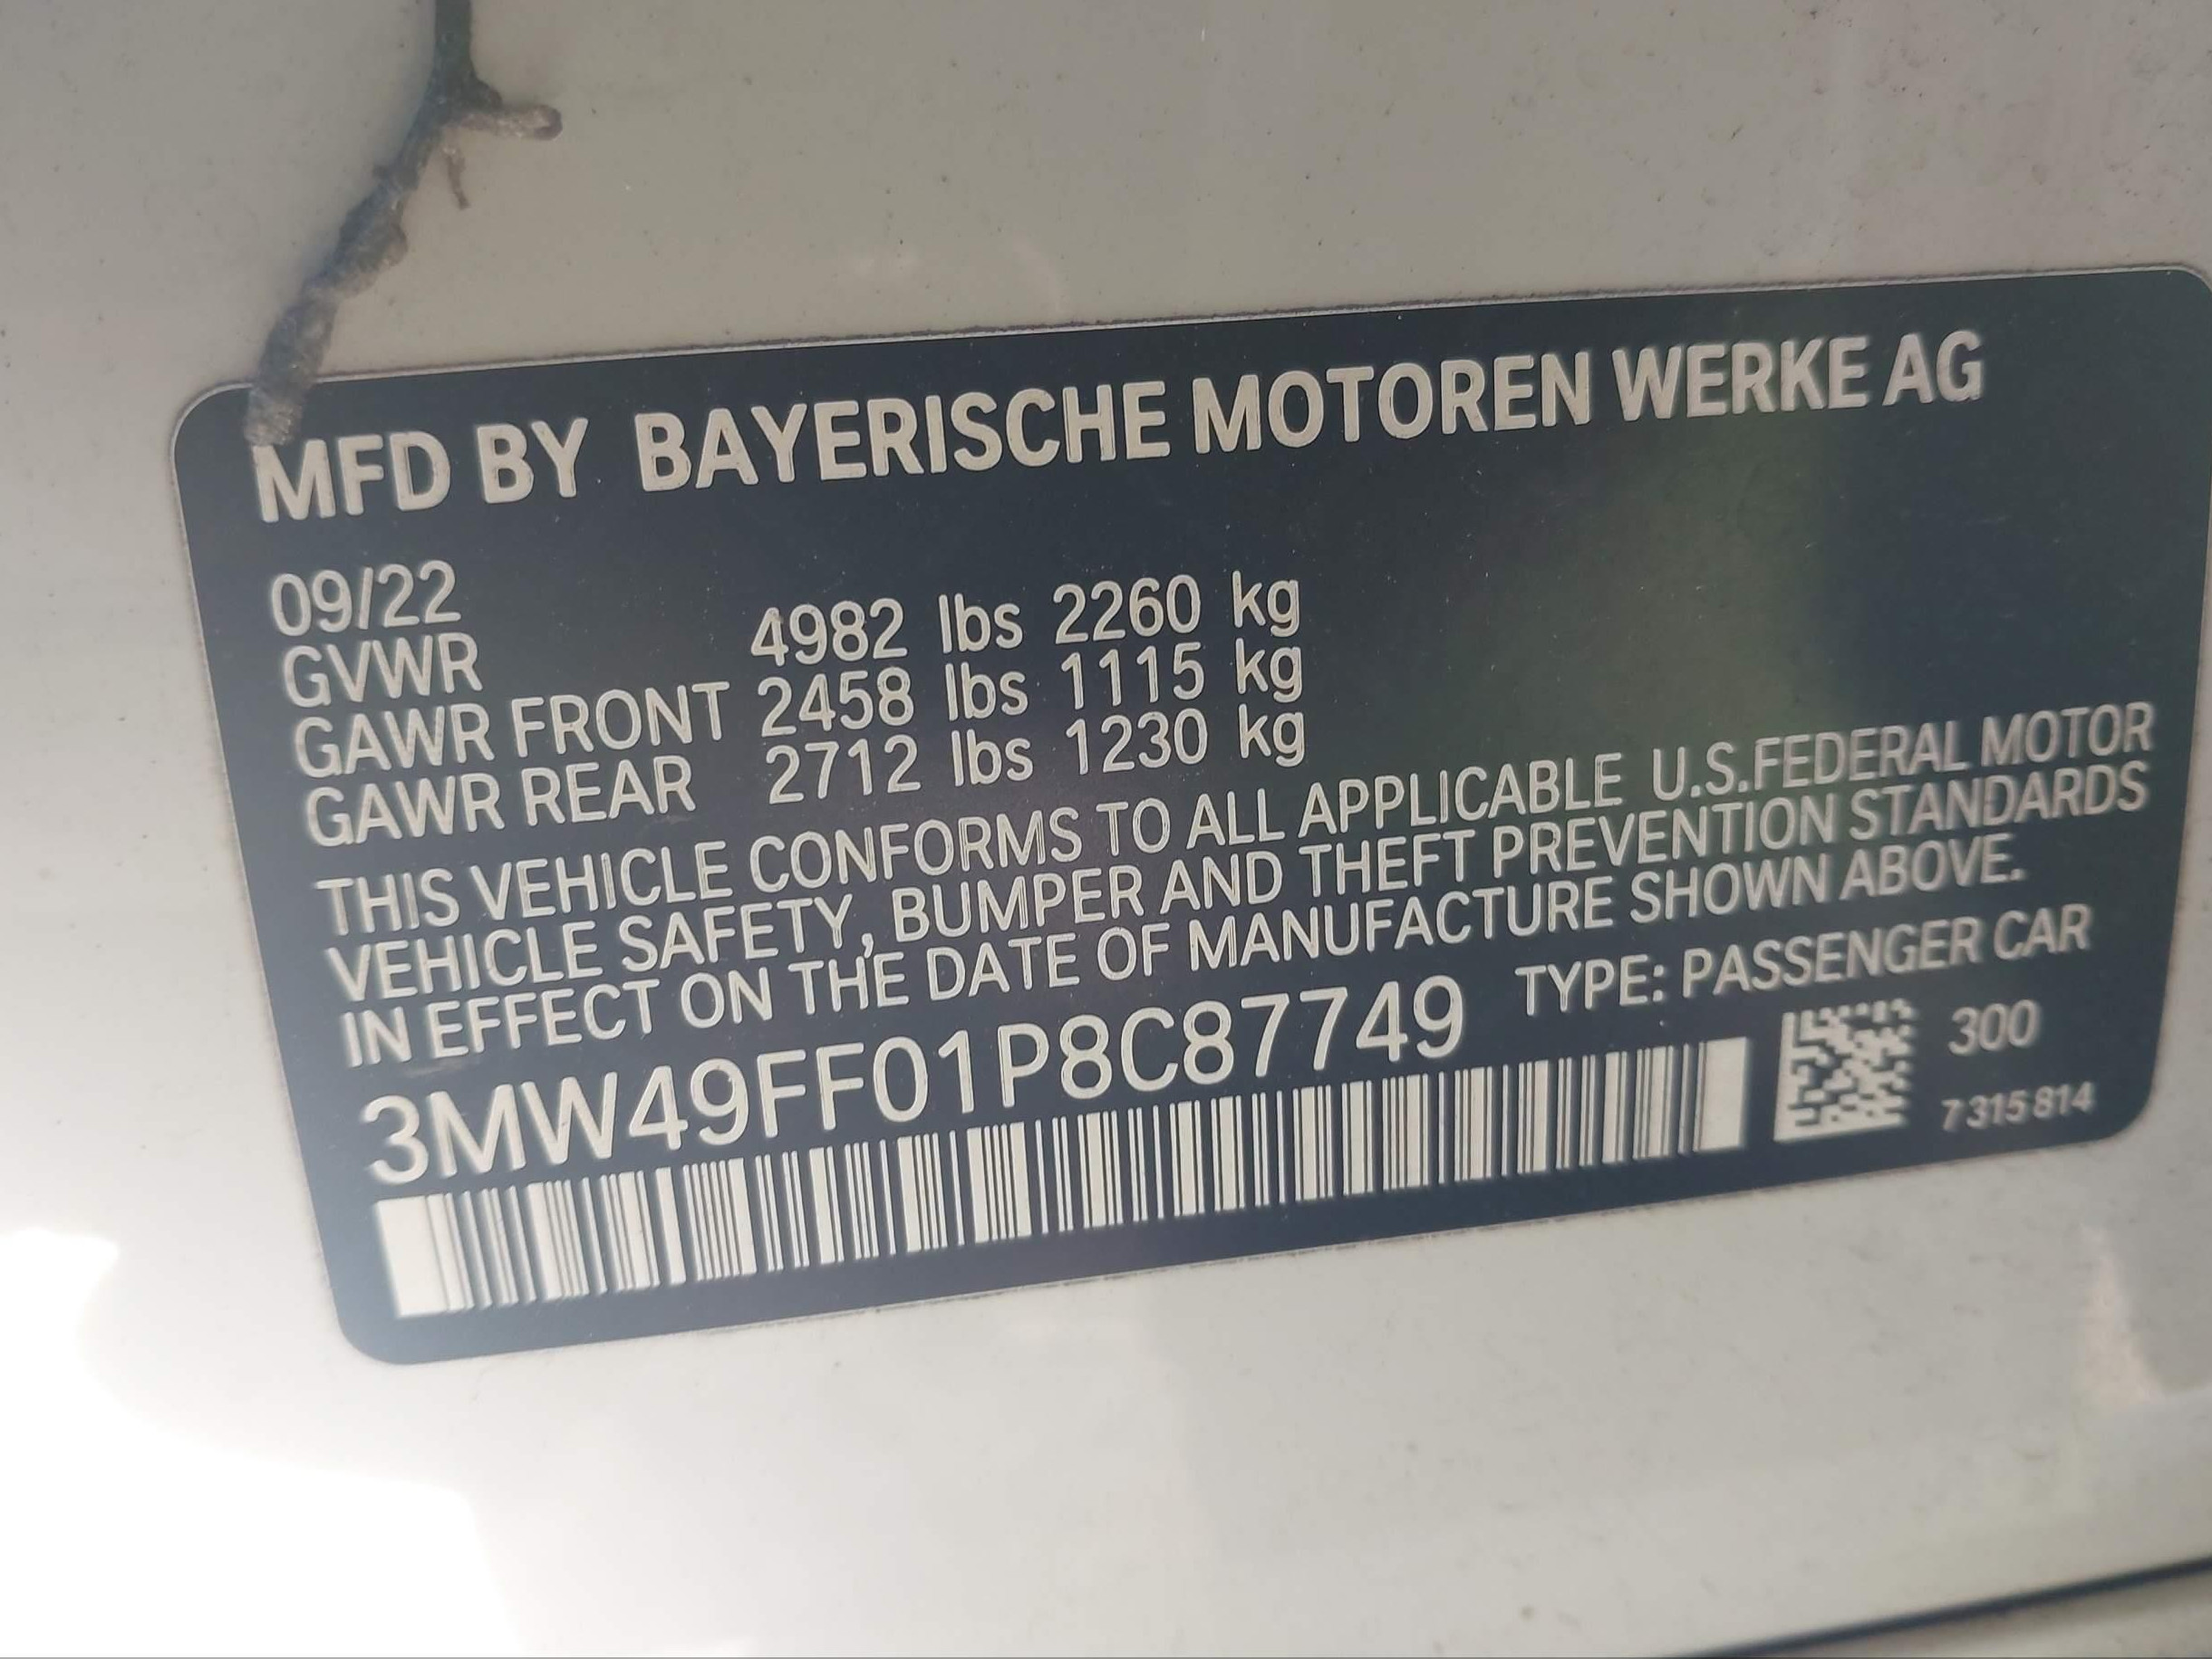 MFD BY BAYERISCHE MOTOREN WERKE AG
09/22
GVWR 4982 lbs 2260 kg
GAWR FRONT 2458 lbs 1115 kg
GAWR REAR 2712 lbs 1230 kg
THIS VEHICLE CONFORMS TO ALL APPLICABLE U.S.FEDERAL MOTOR
VEHICLE SAFETY, BUMPER AND THEFT PREVENTION STANDARDS
IN EFFECT ON THE DATE OF MANUFACTURE SHOWN ABOVE.
3MW49FF01P8C87749 TYPE: PASSENGER CAR
300
7 315 814